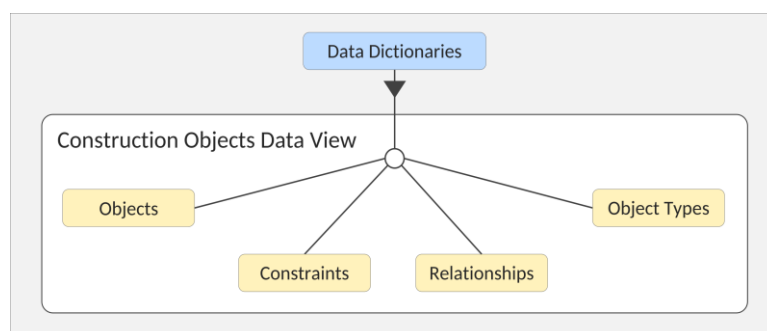 Data Dictionaries
Construction Objects Data View
Objects
Object Types
Constraints
Relationships